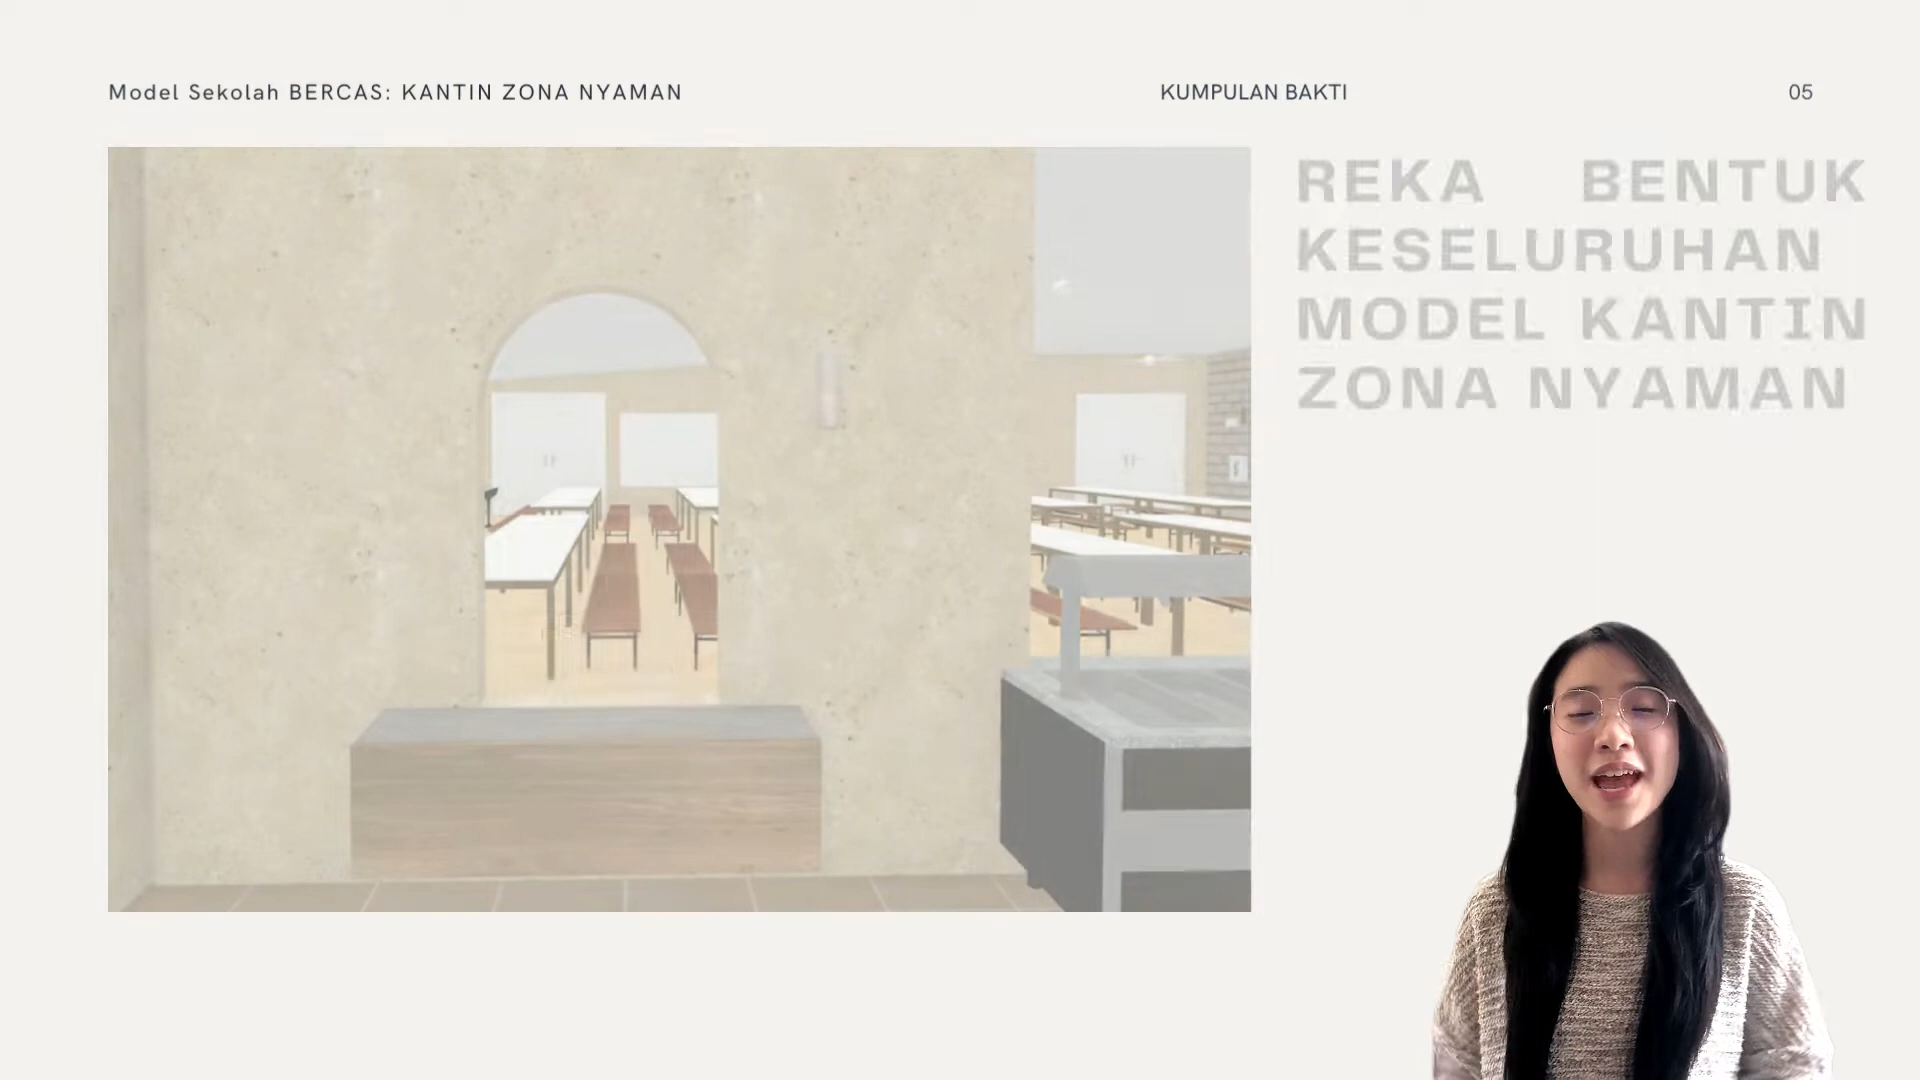 Model Sekolah BERCAS: KANTIN ZONA NYAMAN
KUMPULAN BAKTI
05
REKA BENTUK
KESELURUHAN
MODEL KANTIN
ZONA NYAMAN